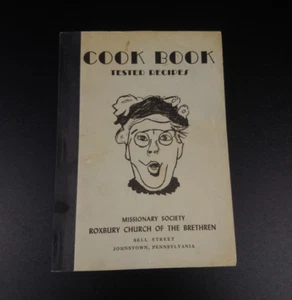 COOK BOOK
TESTED RECIPES
MISSIONARY SOCIETY
ROXBURY CHURCH OF THE BRETHREN
BELL STREET
JOHNSTOWN, PENNSYLVANIA